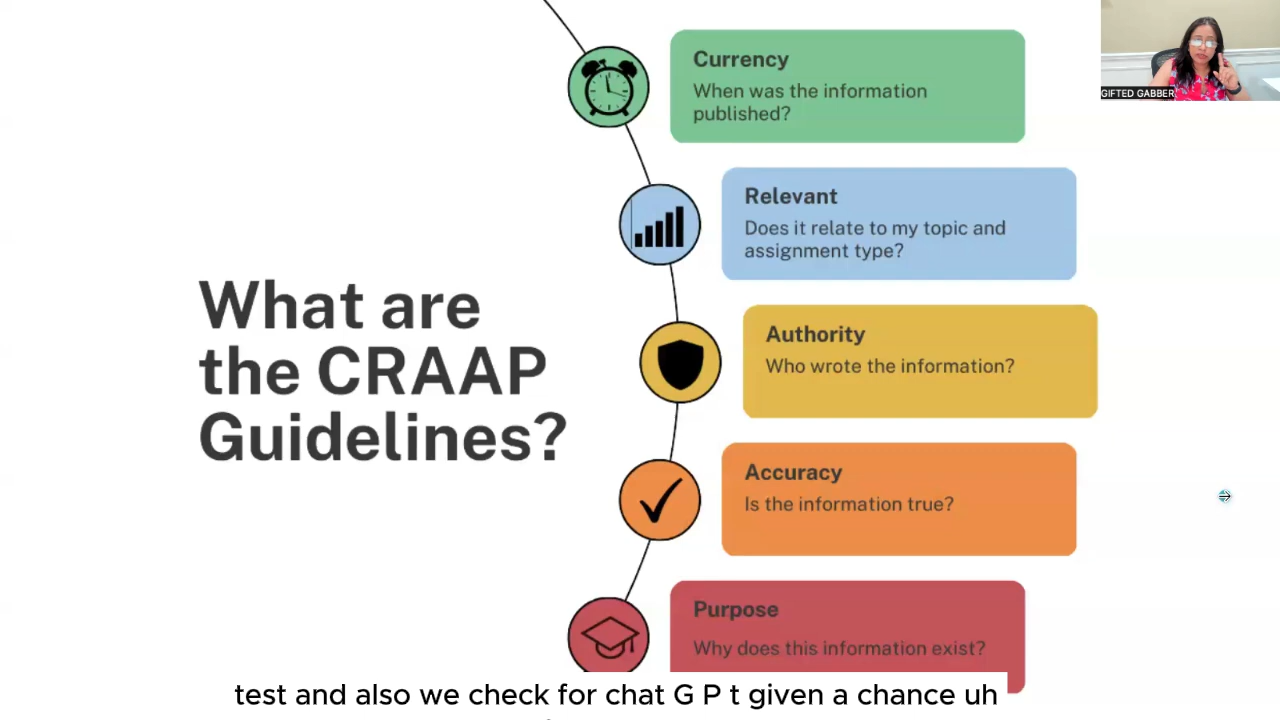 What are
the CRAAP
Guidelines?
Currency
When was the information
published?
Relevant
Does it relate to my topic and
assignment type?
Authority
Who wrote the information?
Accuracy
Is the information true?
Purpose
Why does this information exist?
GIFTED GABBER
test and also we check for chat G P t given a chance uh